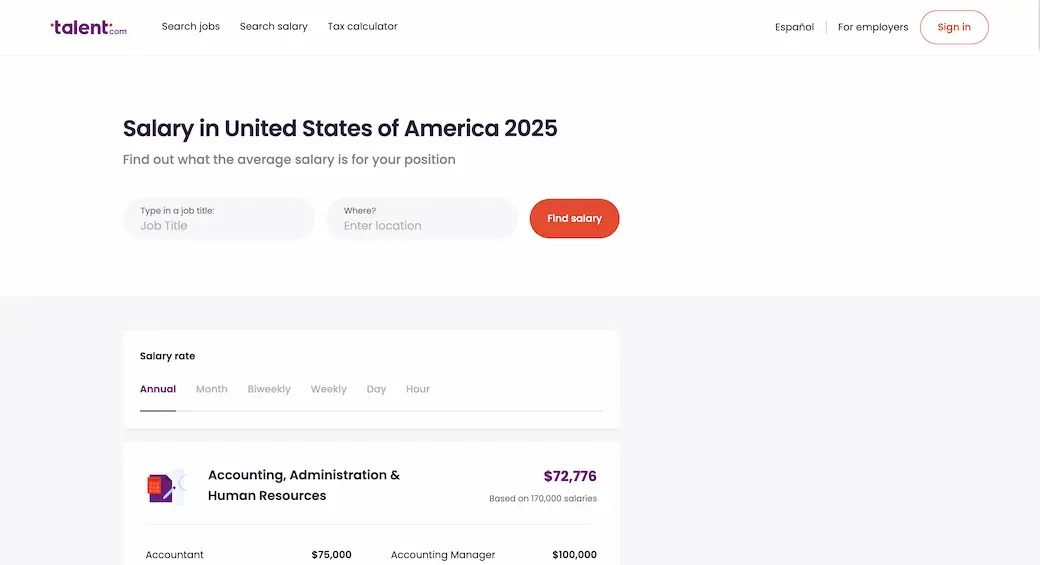 talent.com
Search jobs
Search salary
Tax calculator
Español
For employers
Sign in
Salary in United States of America 2025
Find out what the average salary is for your position
Type in a job title:
Job Title
Where?
Enter location
Find salary
Salary rate
Annual
Month
Biweekly
Weekly
Day
Hour
Accounting, Administration &
Human Resources
$72,776
Based on 170,000 salaries
Accountant
$75,000
Accounting Manager
$100,000